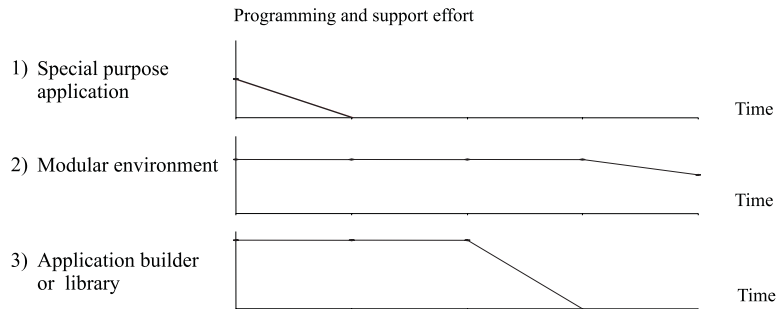 Programming and support effort
1) Special purpose
application
Time
2) Modular environment
Time
3) Application builder
or library
Time